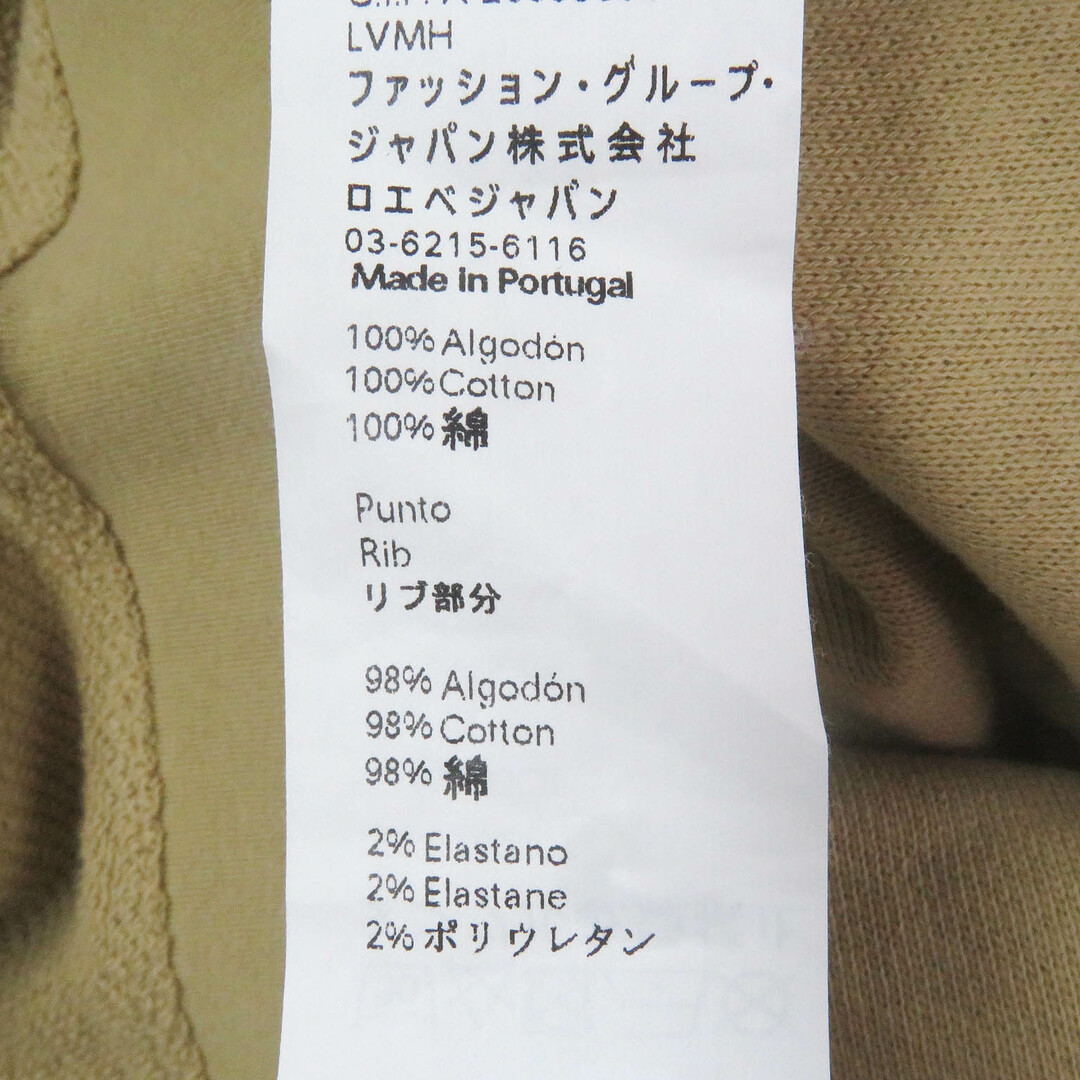 LVMH
ファッション・グループ・
ジャパン株式会社
ロエベジャパン
03-6215-6116
Made in Portugal
100% Algodón
100% Cotton
100% 綿
Punto
Rib
リブ部分
98% Algodón
98% Cotton
98% 綿
2% Elastano
2% Elastane
2% ポリウレタン